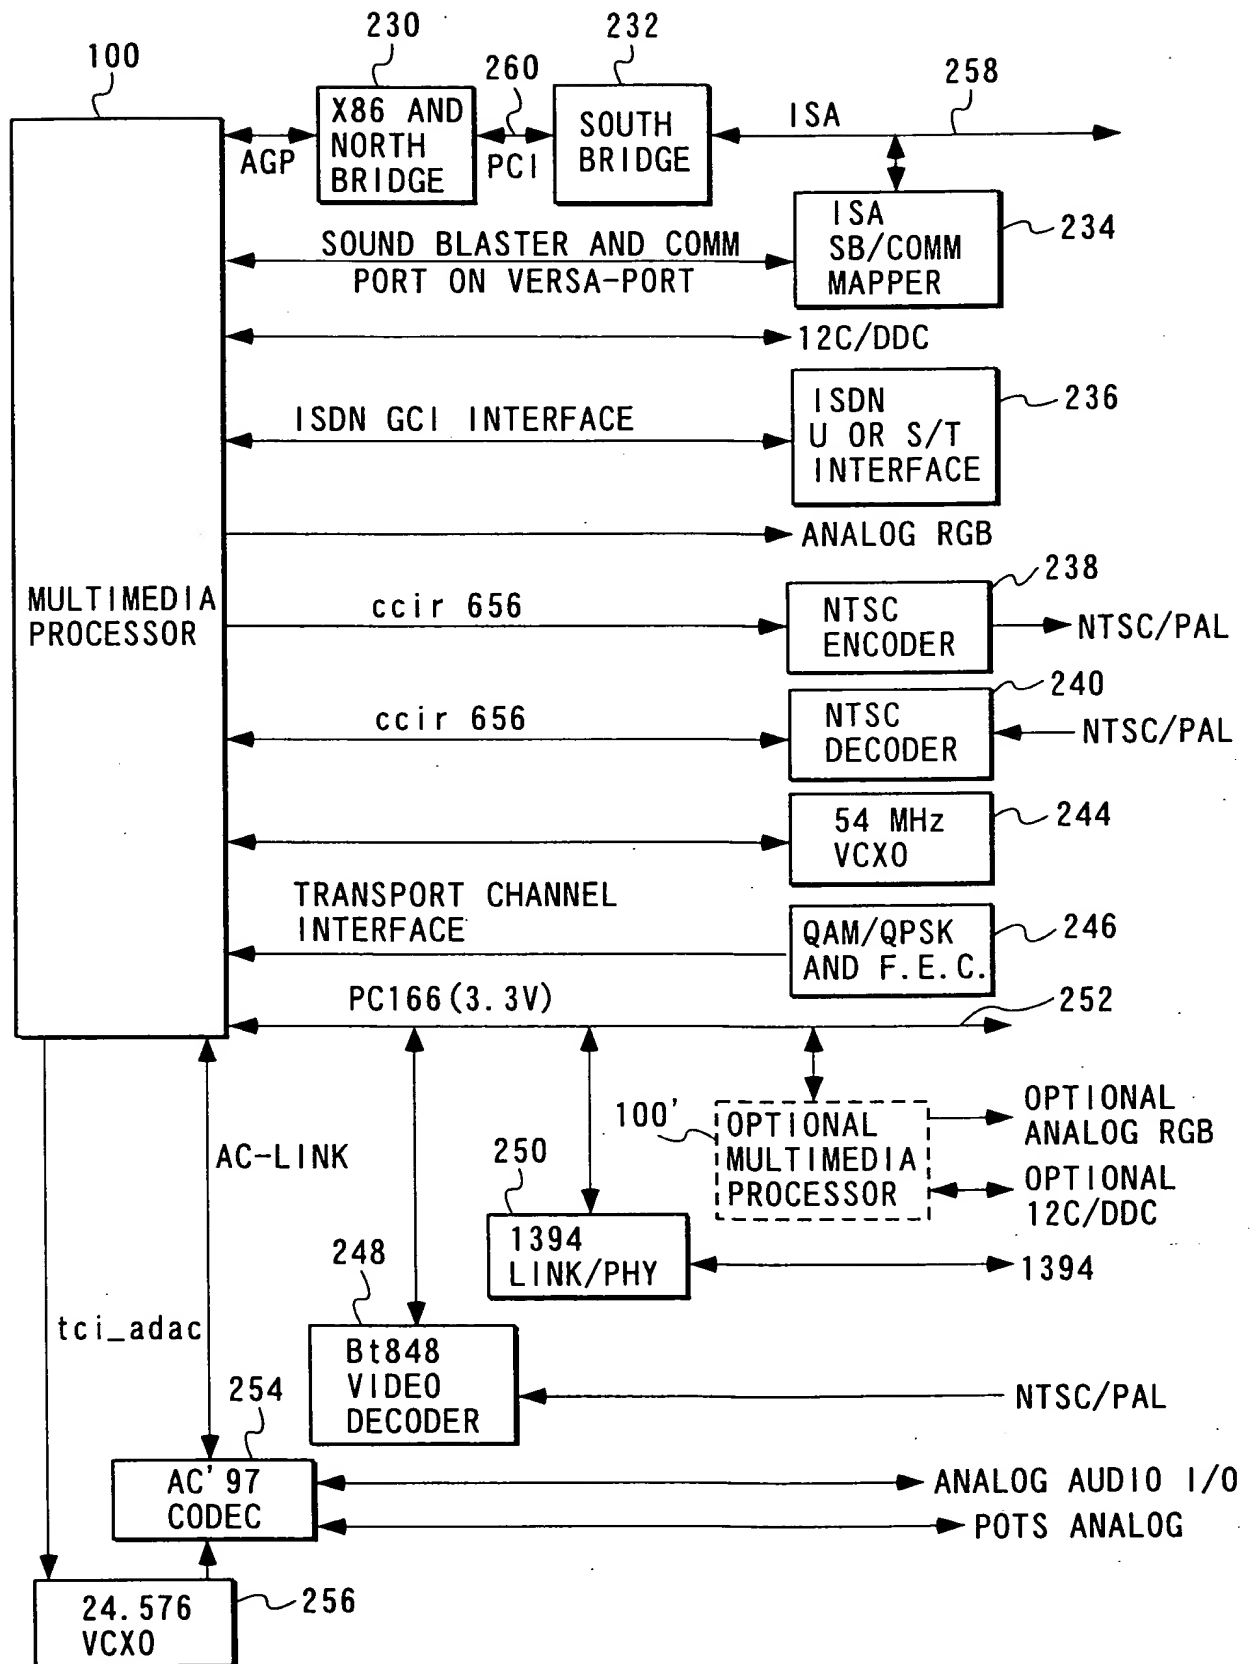 100
230
232
260
258
X86 AND
NORTH
BRIDGE
SOUTH
BRIDGE
ISA
AGP
PCI
ISA
SB/COMM
MAPPER
234
SOUND BLASTER AND COMM
PORT ON VERSA-PORT
12C/DDC
ISDN GCI INTERFACE
ISDN
U OR S/T
INTERFACE
236
ANALOG RGB
MULTIMEDIA
PROCESSOR
ccir 656
NTSC
ENCODER
238
NTSC/PAL
ccir 656
NTSC
DECODER
240
NTSC/PAL
54 MHz
VCXO
244
TRANSPORT CHANNEL
INTERFACE
QAM/QPSK
AND F.E.C.
246
PC166(3.3V)
252
100'
OPTIONAL
MULTIMEDIA
PROCESSOR
OPTIONAL
ANALOG RGB
OPTIONAL
12C/DDC
AC-LINK
250
1394
LINK/PHY
1394
248
tci_adac
Bt848
VIDEO
DECODER
NTSC/PAL
254
AC'97
CODEC
ANALOG AUDIO I/O
POTS ANALOG
24.576
VCXO
256